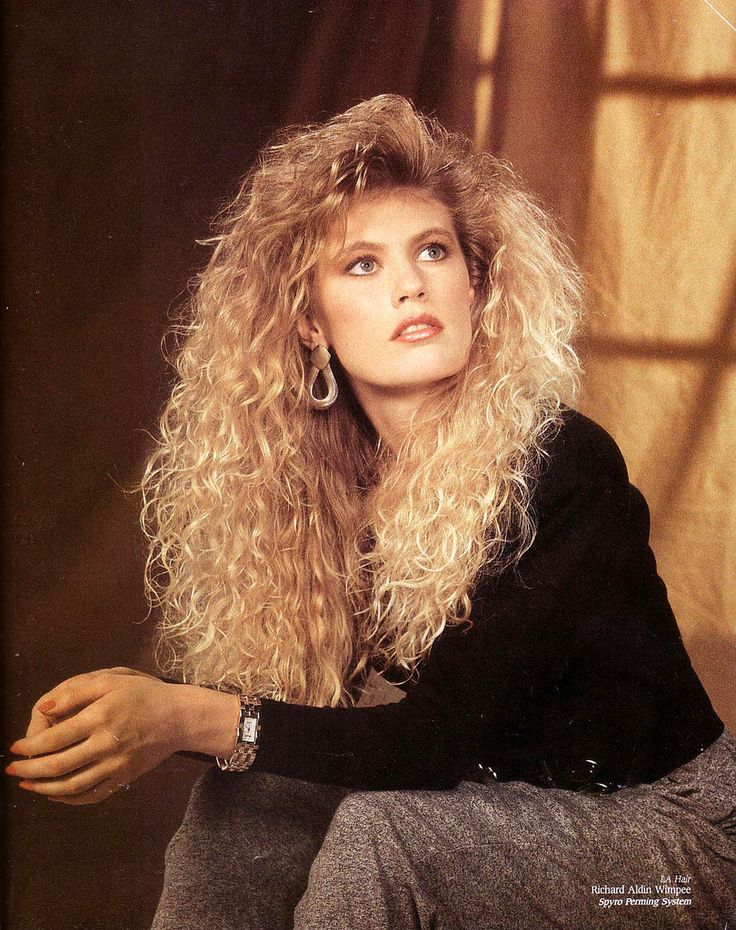 LA Hair
Richard Aldin Wimpee
Spyro Perming System